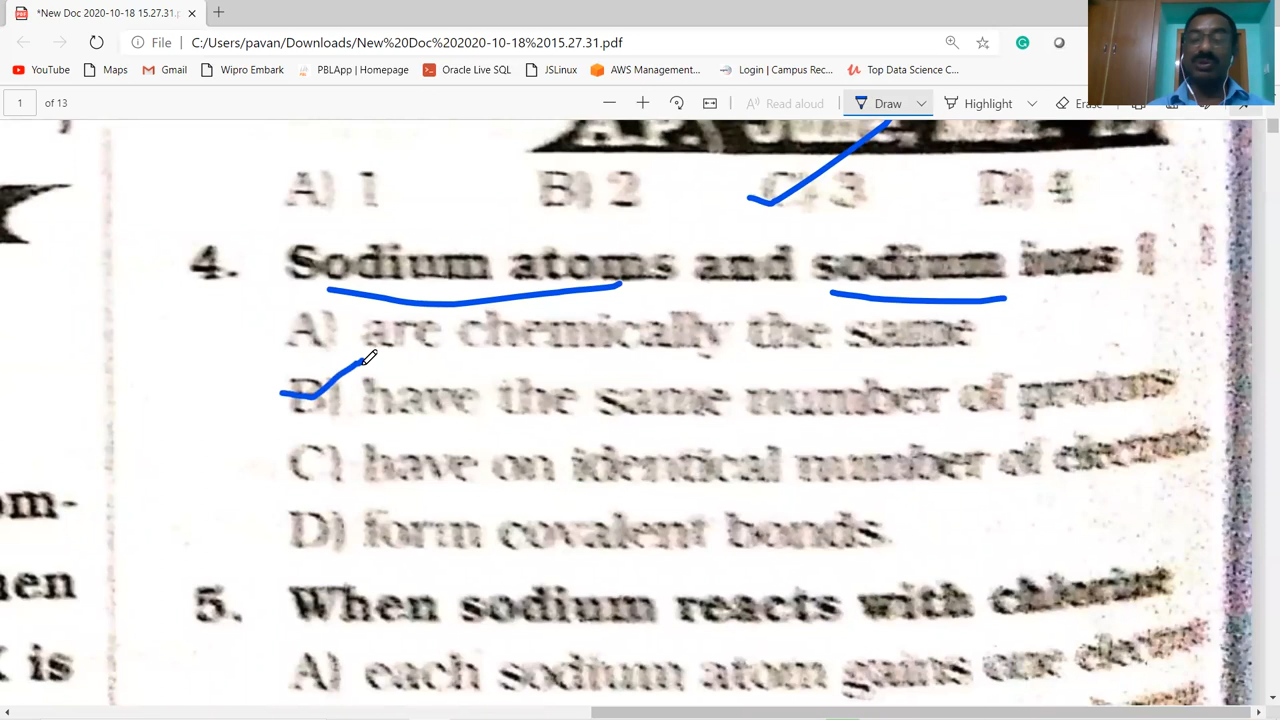 *New Doc 2020-10-18 15.27.31.p
File C:/Users/pavan/Downloads/New%20Doc%202020-10-18%2015.27.31.pdf
YouTube Maps Gmail Wipro Embark PBLApp | Homepage Oracle Live SQL JSLinux AWS Management... Login | Campus Rec... Top Data Science C...
1 of 13 Read aloud Draw Highlight Erase
A) 1 B) 2 C) 3 D) 4
4. Sodium atoms and sodium ions
A) are chemically the same
B) have the same number of protons
C) have on identical number of electrons
D) form covalent bonds.
om-
5. When sodium reacts with chlorine
nen
A) each sodium atom gains one electron
is